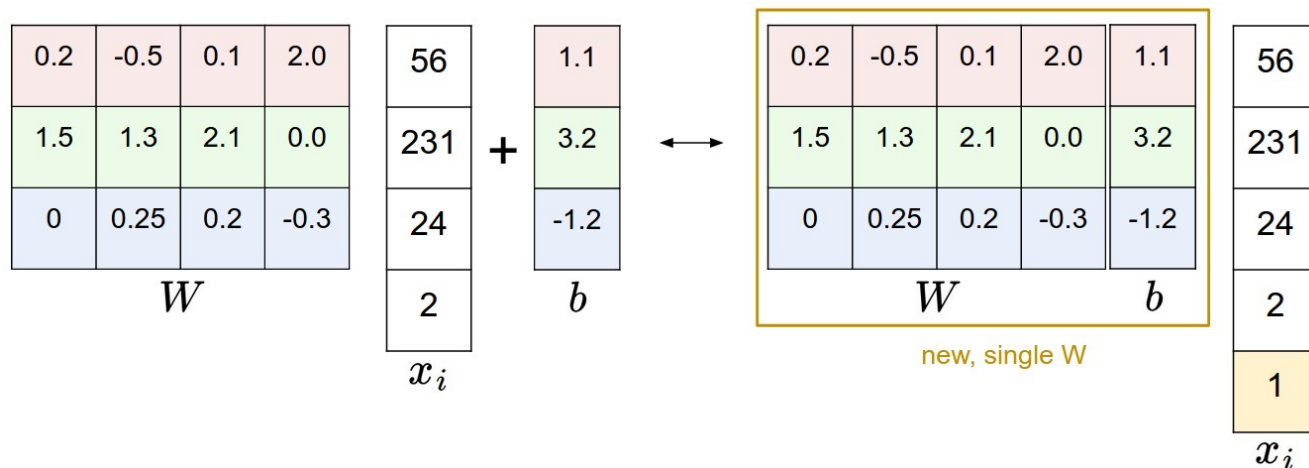 0.2 -0.5 0.1 2.0 56 1.1 0.2 -0.5 0.1 2.0 1.1 56
1.5 1.3 2.1 0.0 231 + 3.2 ↔ 1.5 1.3 2.1 0.0 3.2 231
0 0.25 0.2 -0.3 24 -1.2 0 0.25 0.2 -0.3 -1.2 24
W 2 b W b 2
new, single W
x_i 1
x_i